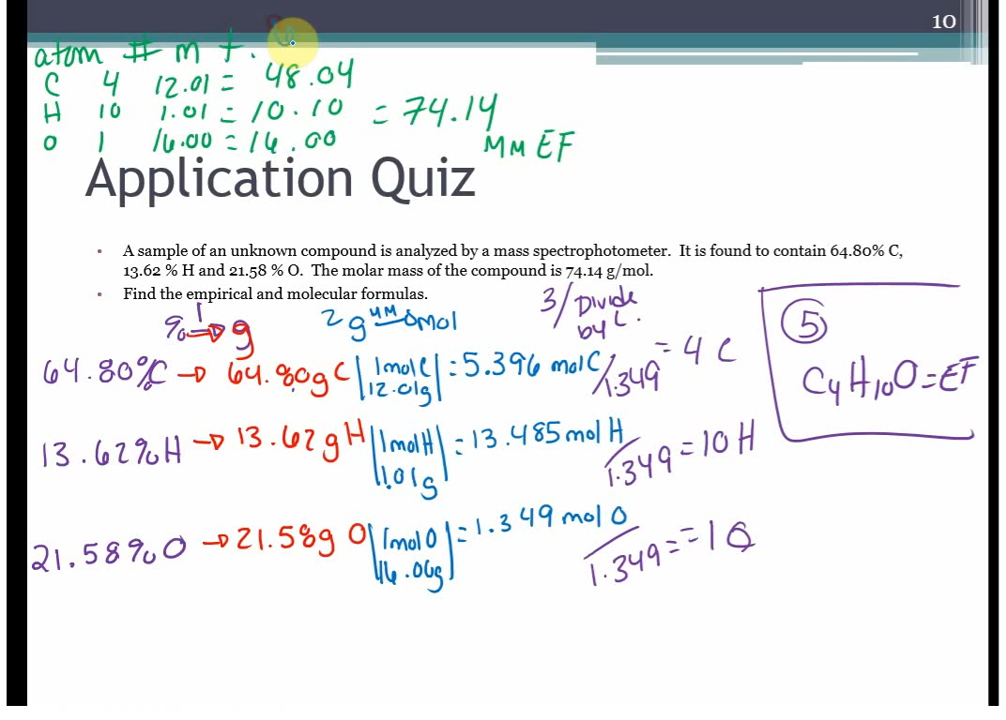 10
atom # m t.
C 4 12.01 = 48.04
H 10 1.01 = 10.10 = 74.14
O 1 16.00 = 16.00 MM EF
Application Quiz
• A sample of an unknown compound is analyzed by a mass spectrophotometer. It is found to contain 64.80% C,
13.62 % H and 21.58 % O. The molar mass of the compound is 74.14 g/mol.
• Find the empirical and molecular formulas.
1 % → g
2 g MM → mol
3/ Divide
by L.
64.80% C → 64.80g C | 1mol C | = 5.396 mol C / 1.349 = 4 C
12.01g
13.62% H → 13.62g H | 1mol H | = 13.485 mol H / 1.349 = 10 H
1.01g
21.58% O → 21.58g O | 1mol O | = 1.349 mol O / 1.349 = = 1 O
16.00g
5
C4H10O = EF